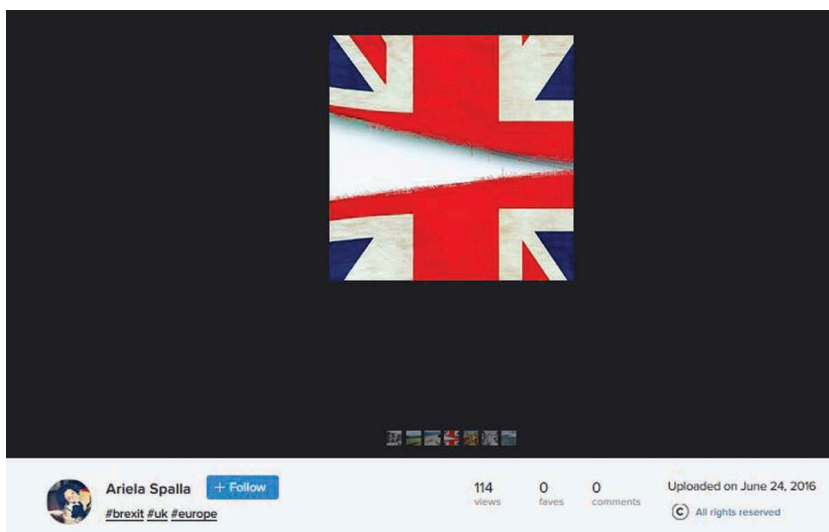 Ariela Spalla + Follow
#brexit #uk #europe
114 0 0
views faves comments
Uploaded on June 24, 2016
© All rights reserved